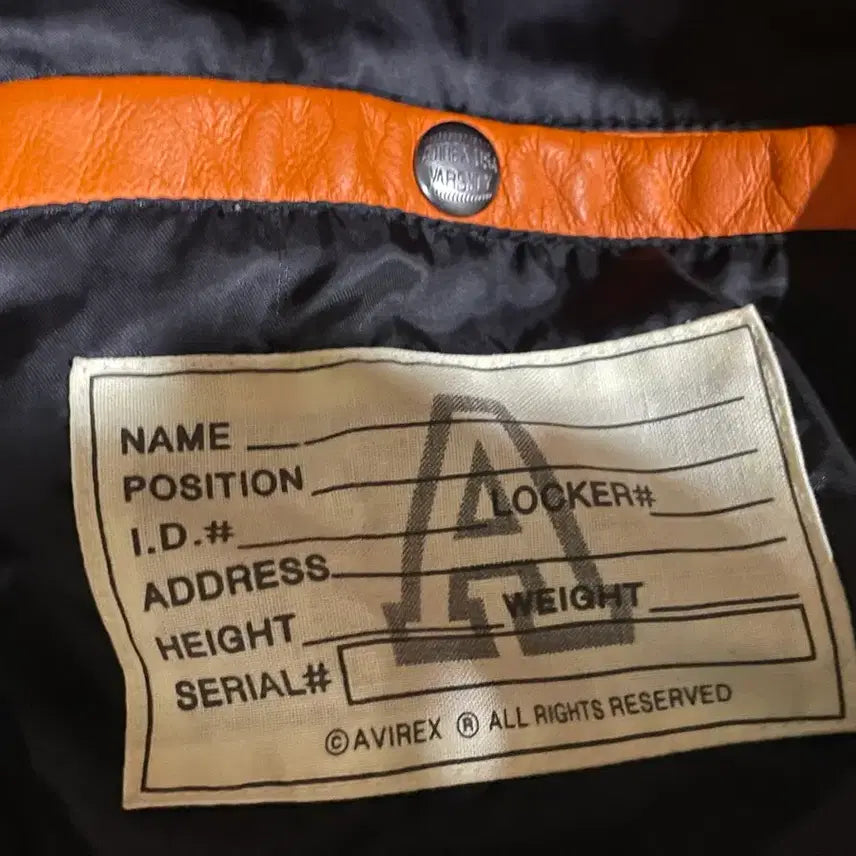 AVIREX USA
VARSITY
NAME
POSITION
I.D.# LOCKER#
ADDRESS
HEIGHT WEIGHT
SERIAL#
A
©AVIREX ® ALL RIGHTS RESERVED